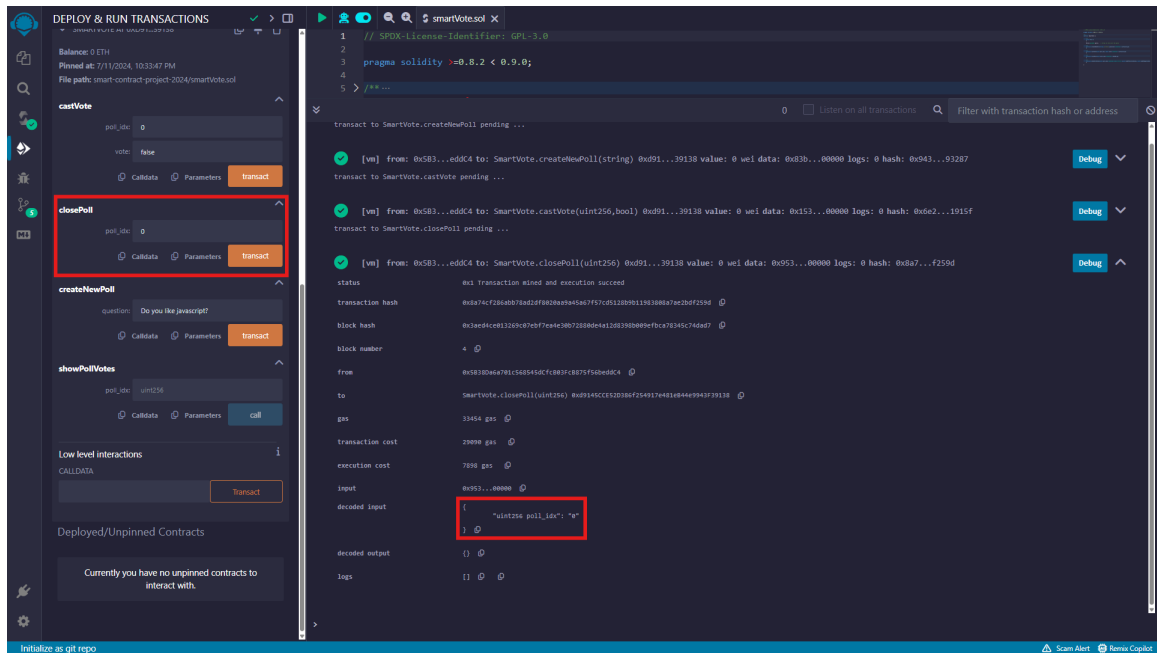 DEPLOY & RUN TRANSACTIONS
smartVote.sol
Balance: 0 ETH
Pinned at: 7/11/2024, 10:33:47 PM
File path: smart-contract-project-2024/smartVote.sol
castVote
poll_idx: 0
vote: false
Calldata Parameters transact
closePoll
poll_idx: 0
Calldata Parameters transact
createNewPoll
question: Do you like javascript?
Calldata Parameters transact
showPollVotes
poll_idx: uint256
Calldata Parameters call
Low level interactions
CALLDATA
Transact
Deployed/Unpinned Contracts
Currently you have no unpinned contracts to
interact with.
1 // SPDX-License-Identifier: GPL-3.0
2
3 pragma solidity >=0.8.2 < 0.9.0;
4
5 > /** ...
0 Listen on all transactions Filter with transaction hash or address
transact to SmartVote.createNewPoll pending ...
[vm] from: 0x5B3...eddC4 to: SmartVote.createNewPoll(string) 0xd91...39138 value: 0 wei data: 0x83b...00000 logs: 0 hash: 0x943...93287 Debug
transact to SmartVote.castVote pending ...
[vm] from: 0x5B3...eddC4 to: SmartVote.castVote(uint256,bool) 0xd91...39138 value: 0 wei data: 0x153...00000 logs: 0 hash: 0x6e2...1915f Debug
transact to SmartVote.closePoll pending ...
[vm] from: 0x5B3...eddC4 to: SmartVote.closePoll(uint256) 0xd91...39138 value: 0 wei data: 0x953...00000 logs: 0 hash: 0x8a7...f259d Debug
status 0x1 Transaction mined and execution succeed
transaction hash
block hash
block number 4
from 0x5B38Da6a701c568545dCfcB03FcB875f56beddC4
to SmartVote.closePoll(uint256) 0xd9145CCE52D386f254917e481eB44e9943F39138
gas 33454 gas
transaction cost 29090 gas
execution cost 7898 gas
input 0x953...00000
decoded input {
"uint256 poll_idx": "0"
}
decoded output {}
logs []
>
Initialize as git repo
Scam Alert Remix Copilot